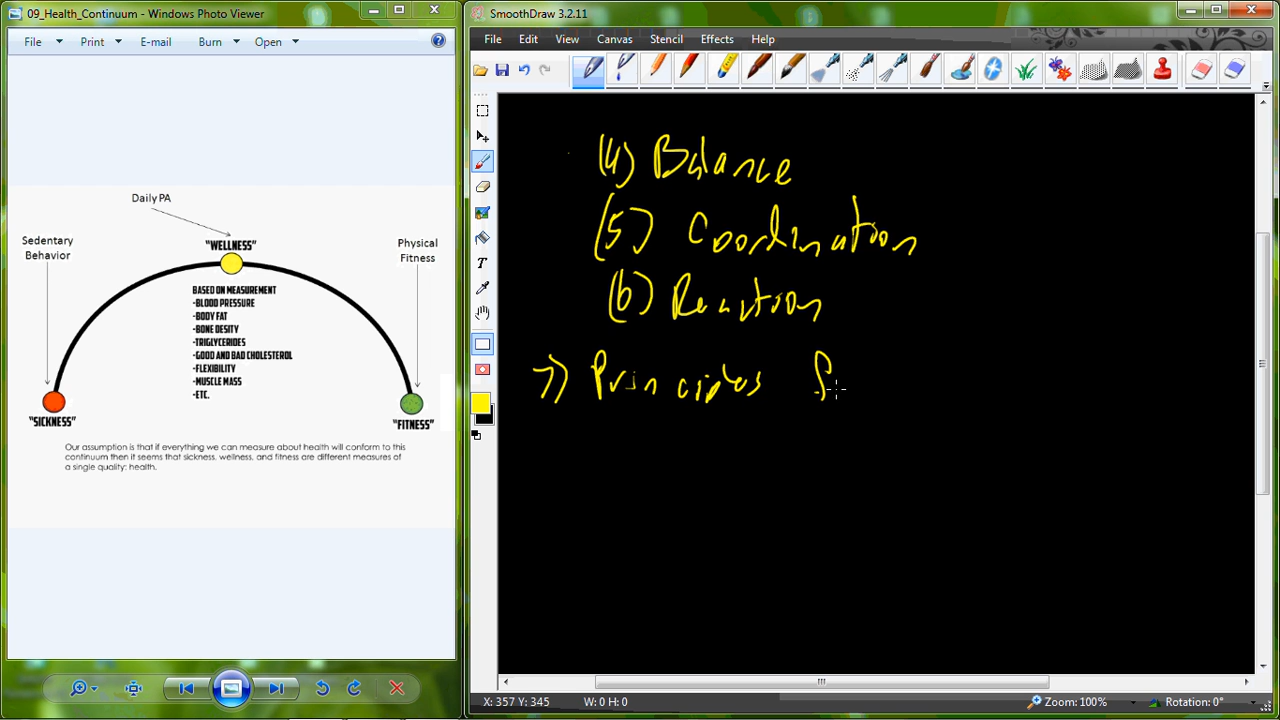 09_Health_Continuum - Windows Photo Viewer
File Print E-mail Burn Open
Daily PA
Sedentary
Behavior
"WELLNESS"
Physical
Fitness
BASED ON MEASUREMENT
-BLOOD PRESSURE
-BODY FAT
-BONE DESITY
-TRIGLYCERIDES
-GOOD AND BAD CHOLESTEROL
-FLEXIBILITY
-MUSCLE MASS
-ETC.
"SICKNESS"
"FITNESS"
Our assumption is that if everything we can measure about health will conform to this
continuum then it seems that sickness, wellness, and fitness are different measures of
a single quality: health.
SmoothDraw 3.2.11
File Edit View Canvas Stencil Effects Help
(4) Balance
(5) Coordination
(6) Reaction
Principles
X: 357 Y: 345 W: 0 H: 0 Zoom: 100% Rotation: 0°